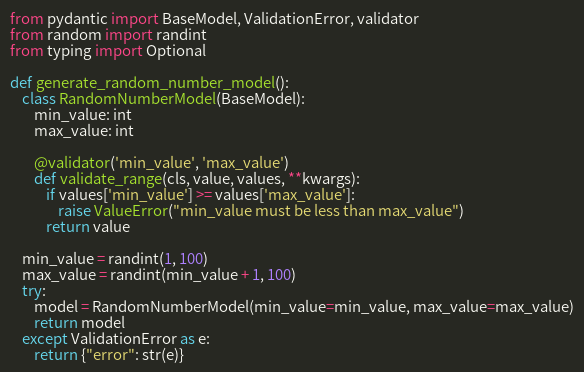 from pydantic import BaseModel, ValidationError, validator
from random import randint
from typing import Optional

def generate_random_number_model():
    class RandomNumberModel(BaseModel):
        min_value: int
        max_value: int

        @validator('min_value', 'max_value')
        def validate_range(cls, value, values, **kwargs):
            if values['min_value'] >= values['max_value']:
                raise ValueError("min_value must be less than max_value")
            return value

    min_value = randint(1, 100)
    max_value = randint(min_value + 1, 100)
    try:
        model = RandomNumberModel(min_value=min_value, max_value=max_value)
        return model
    except ValidationError as e:
        return {"error": str(e)}